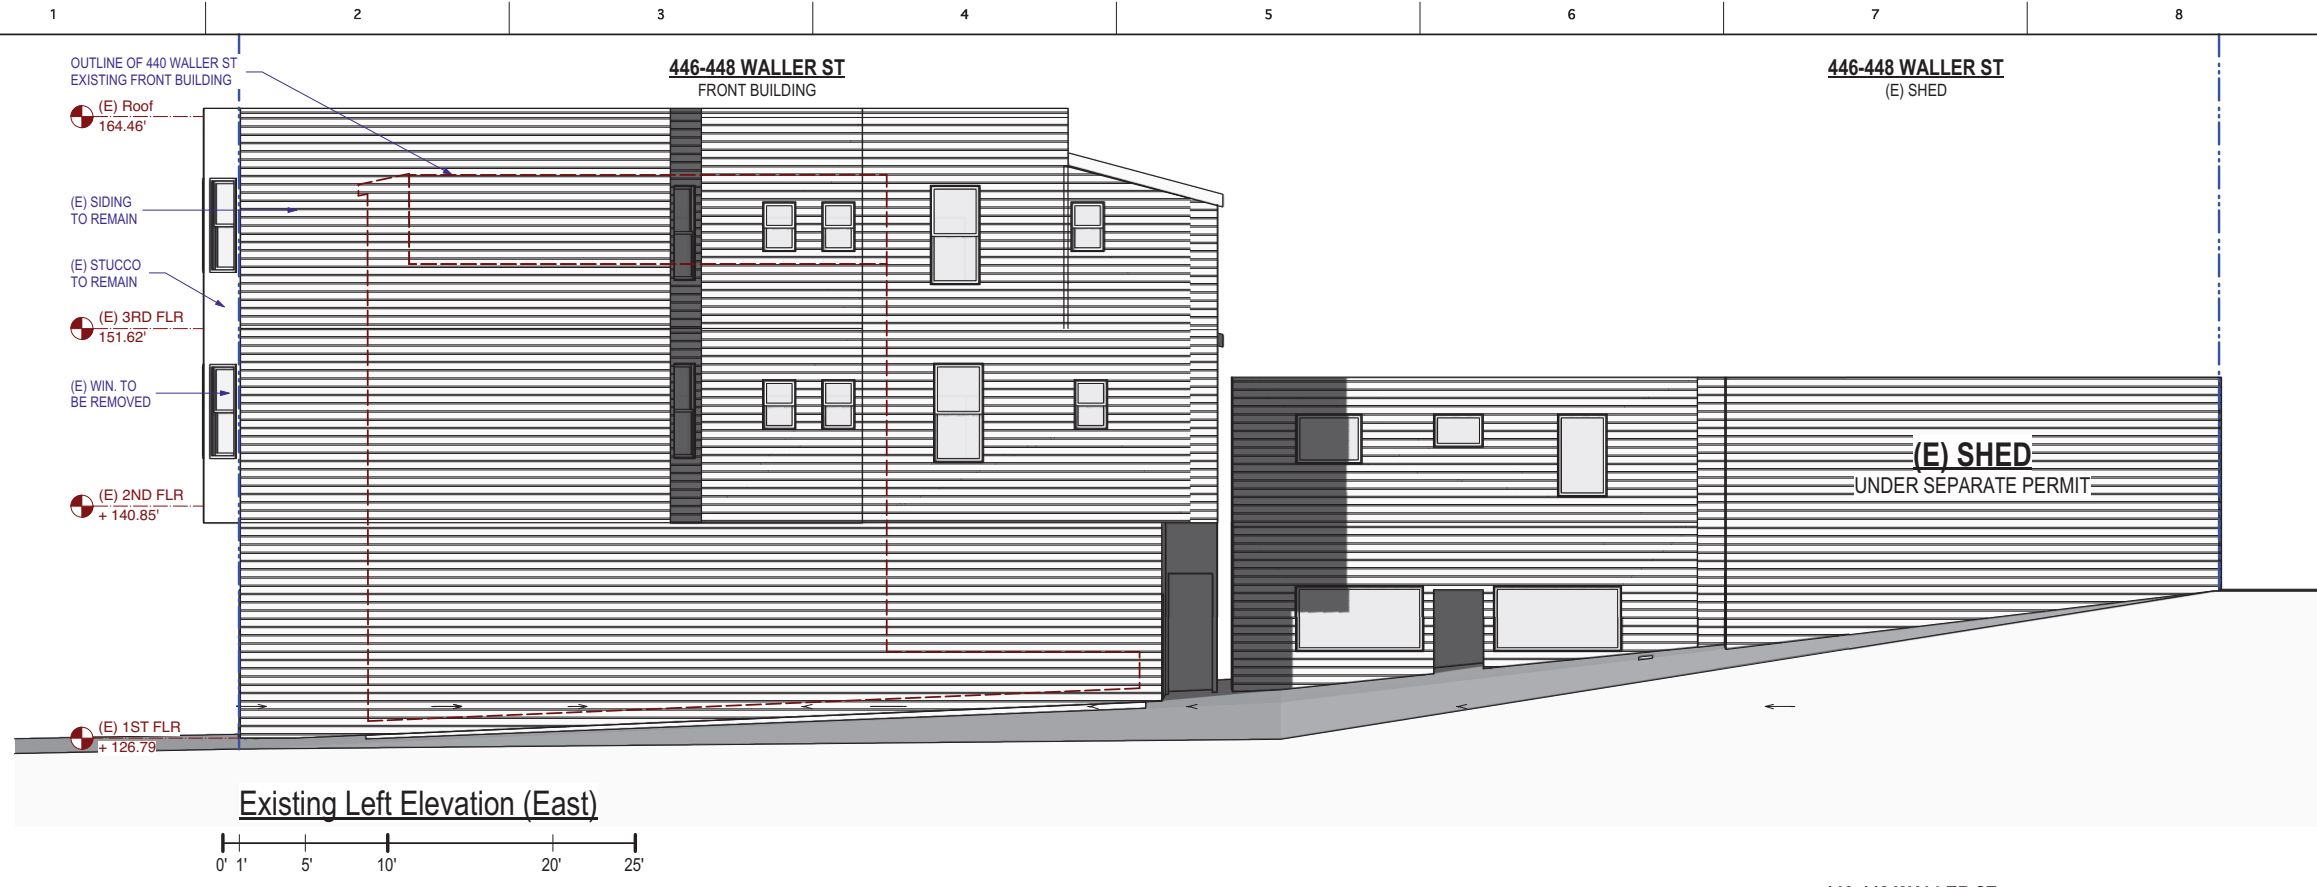 1 2 3 4 5 6 7 8
OUTLINE OF 440 WALLER ST
EXISTING FRONT BUILDING
446-448 WALLER ST
FRONT BUILDING
446-448 WALLER ST
(E) SHED
(E) Roof
164.46'
(E) SIDING
TO REMAIN
(E) STUCCO
TO REMAIN
(E) 3RD FLR
151.62'
(E) WIN. TO
BE REMOVED
(E) SHED
UNDER SEPARATE PERMIT
(E) 2ND FLR
+ 140.85'
(E) 1ST FLR
+ 126.79
Existing Left Elevation (East)
0' 1' 5' 10' 20' 25'